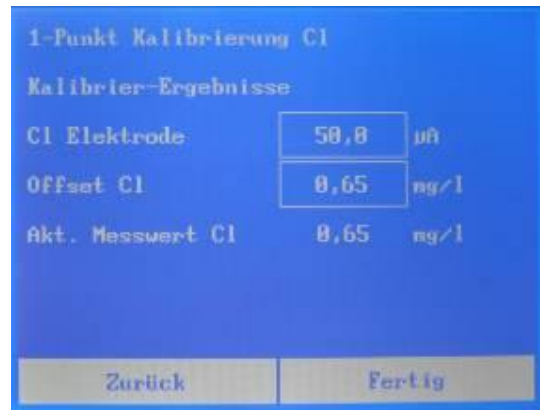 1-Punkt Kalibrierung Cl
Kalibrier-Ergebnisse
Cl Elektrode 50,0 µA
Offset Cl 0,65 mg/l
Akt. Messwert Cl 0,65 mg/l
Zurück Fertig